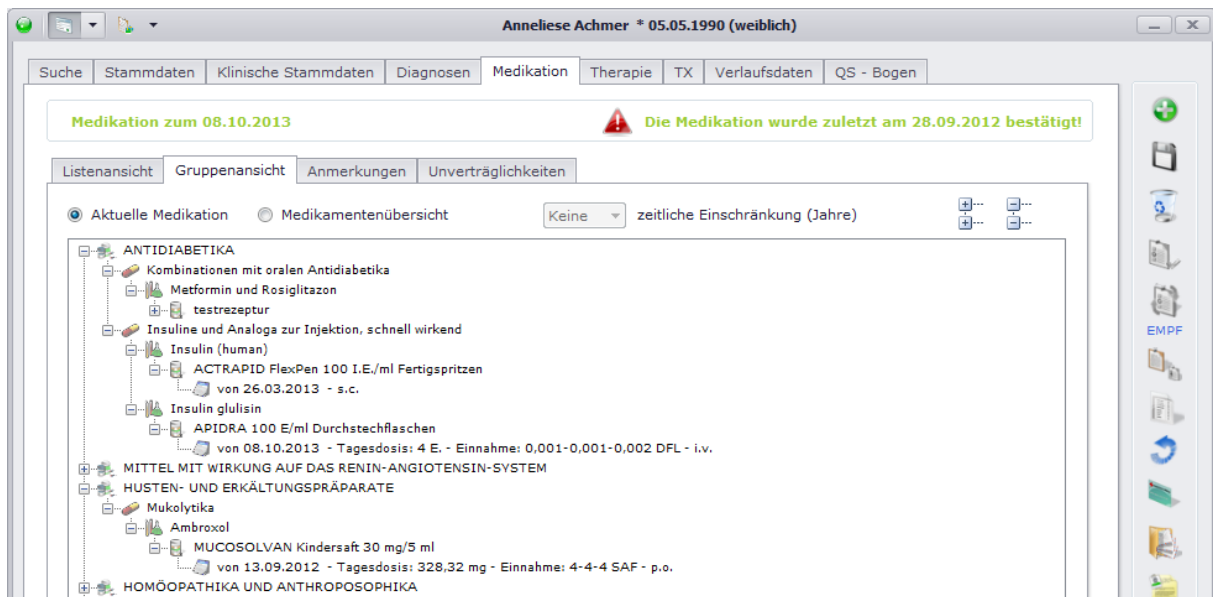 Anneliese Achmer * 05.05.1990 (weiblich)
Suche Stammdaten Klinische Stammdaten Diagnosen Medikation Therapie TX Verlaufsdaten QS - Bogen
Medikation zum 08.10.2013 Die Medikation wurde zuletzt am 28.09.2012 bestätigt!
Listenansicht Gruppenansicht Anmerkungen Unverträglichkeiten
Aktuelle Medikation Medikamentenübersicht Keine zeitliche Einschränkung (Jahre)
ANTIDIABETIKA
Kombinationen mit oralen Antidiabetika
Metformin und Rosiglitazon
testrezeptur
Insuline und Analoga zur Injektion, schnell wirkend
EMPF
Insulin (human)
ACTRAPID FlexPen 100 I.E./ml Fertigspritzen
von 26.03.2013 - s.c.
Insulin glulisin
APIDRA 100 E/ml Durchstechflaschen
von 08.10.2013 - Tagesdosis: 4 E. - Einnahme: 0,001-0,001-0,002 DFL - i.v.
MITTEL MIT WIRKUNG AUF DAS RENIN-ANGIOTENSIN-SYSTEM
HUSTEN- UND ERKÄLTUNGSPRÄPARATE
Mukolytika
Ambroxol
MUCOSOLVAN Kindersaft 30 mg/5 ml
von 13.09.2012 - Tagesdosis: 328,32 mg - Einnahme: 4-4-4 SAF - p.o.
HOMÖOPATHIKA UND ANTHROPOSOPHIKA